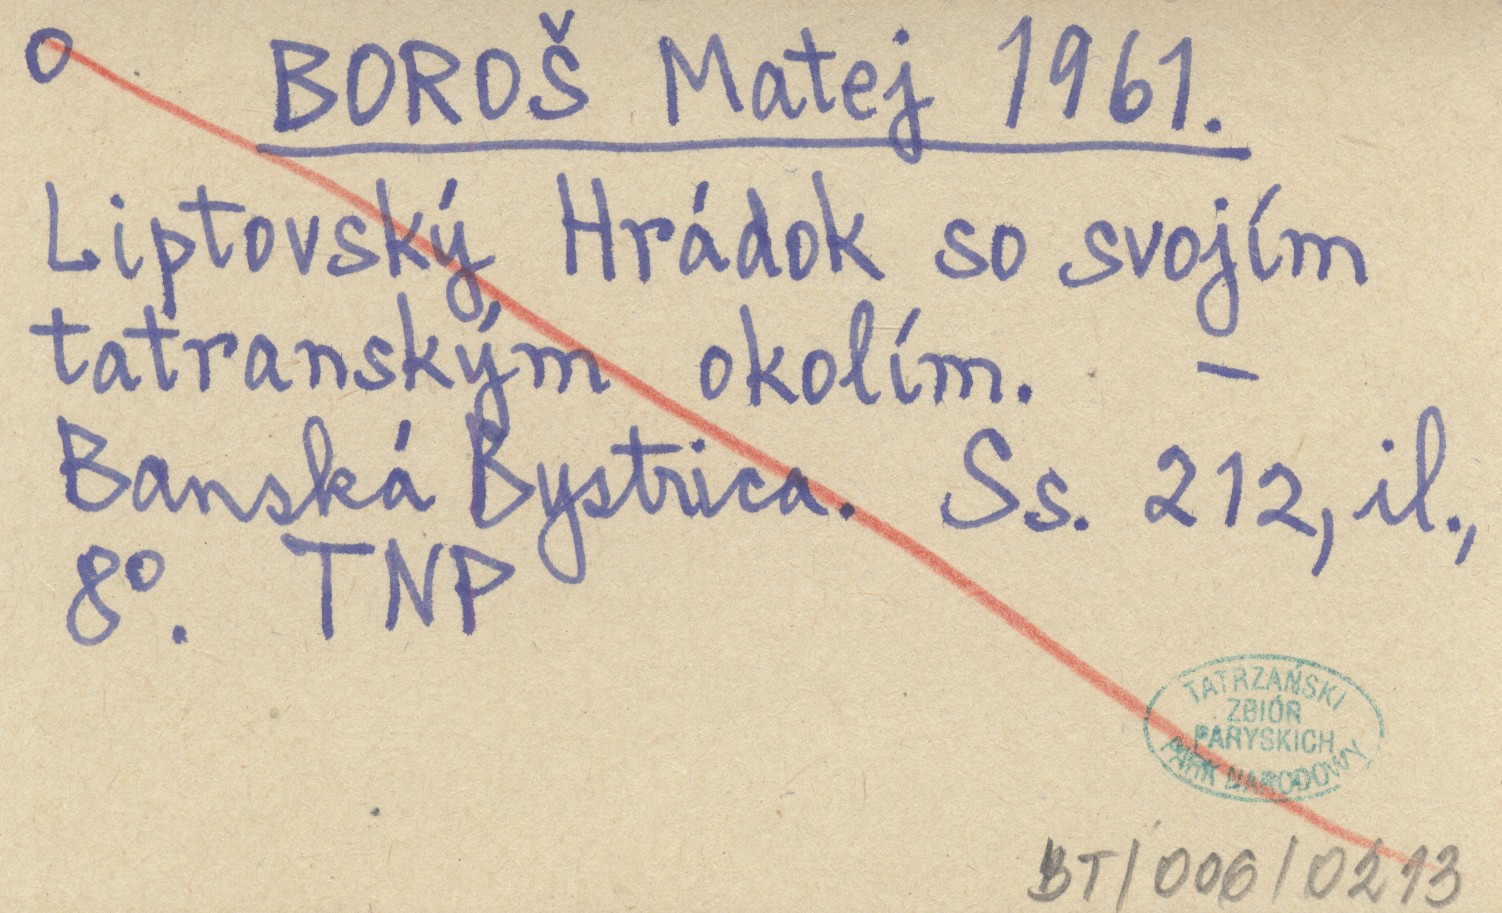 O BOROŠ Matej 1961.
Liptovský Hrádok so svojím
tatranským okolím. –
Banská Bystrica. Ss. 212, il.,
8º. TNP
TATRZAŃSKI
ZBIÓR
PARYSKICH
PARK NARODOWY
BT/006/0213